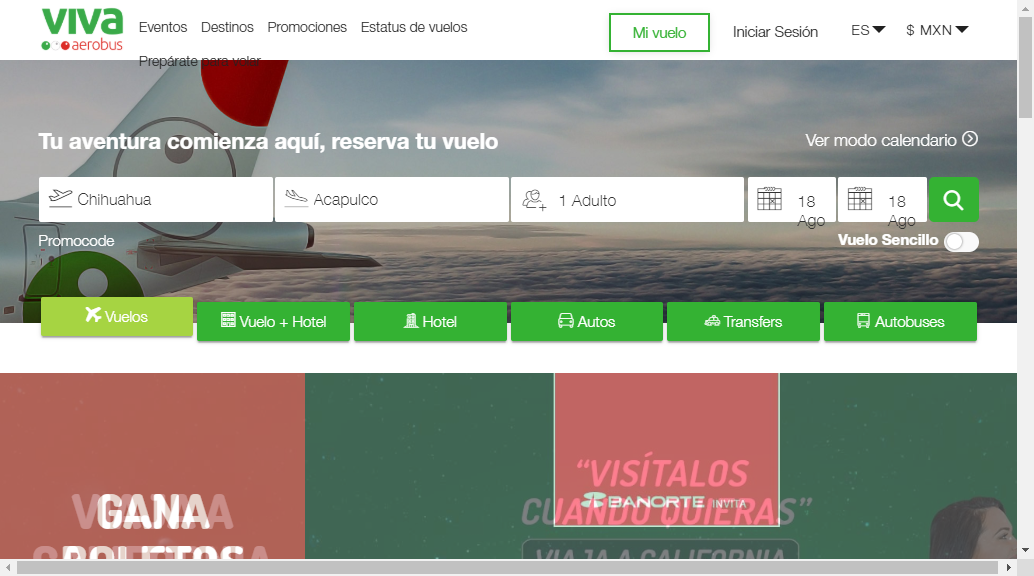 viva
aerobus
Eventos Destinos Promociones Estatus de vuelos
Prepárate para volar
Mi vuelo
Iniciar Sesión
ES
$ MXN
Tu aventura comienza aquí, reserva tu vuelo
Ver modo calendario
Chihuahua
Acapulco
1 Adulto
18
Ago
18
Ago
Promocode
Vuelo Sencillo
Vuelos
Vuelo + Hotel
Hotel
Autos
Transfers
Autobuses
GANA
BOLETOS
"VISÍTALOS
CUANDO QUIERAS"
BANORTE INVITA
VIAJA A CALIFORNIA